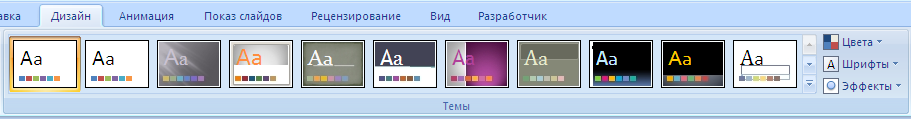 авка Дизайн Анимация Показ слайдов Рецензирование Вид Разработчик
Aa Aa Aa Aa Aa Aa Aa Aa Aa Aa Aa
Цвета
A Шрифты
Эффекты
Темы